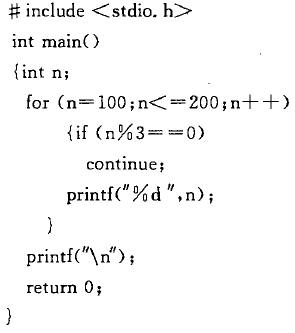 # include <stdio. h>
int main()
{int n;
for (n=100;n<=200;n++)
{if (n%3==0)
continue;
printf("%d ",n);
}
printf("\n");
return 0;
}